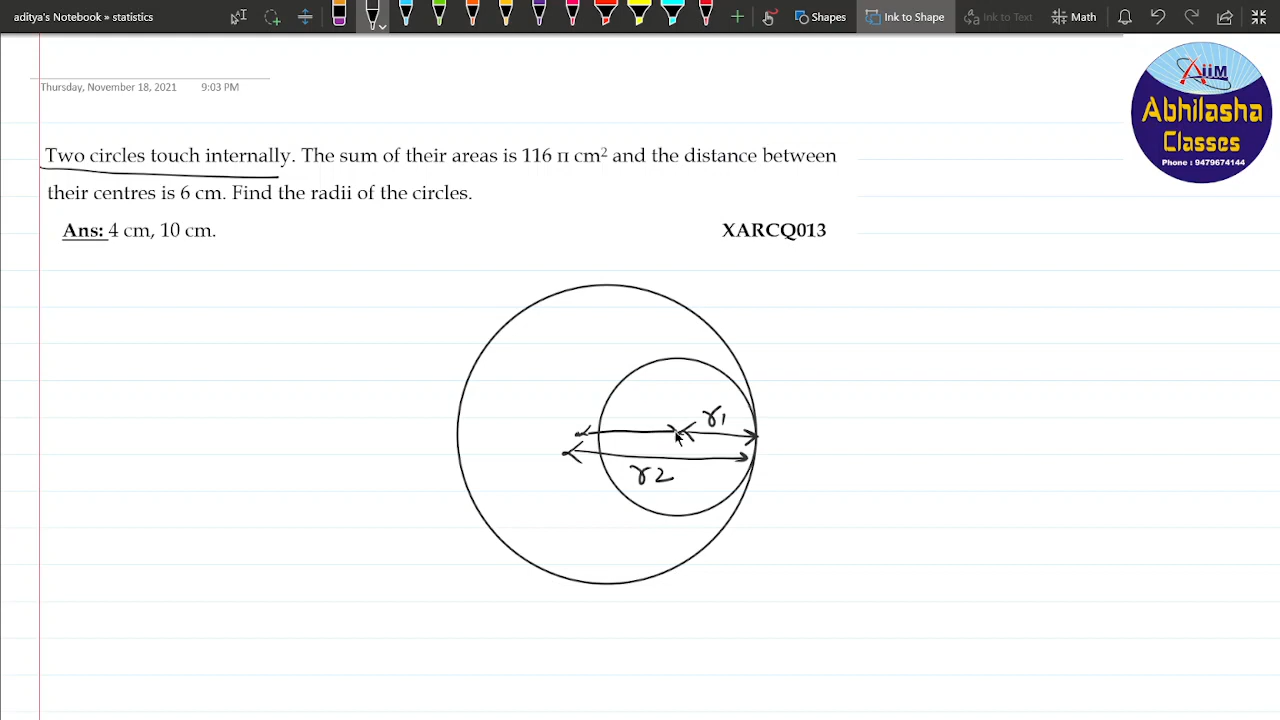 aditya's Notebook » statistics
Shapes
Ink to Shape
Ink to Text
Math
Thursday, November 18, 2021 9:03 PM
AiiM
Abhilasha
Classes
Phone : 9479674144
Two circles touch internally. The sum of their areas is 116 π cm² and the distance between
their centres is 6 cm. Find the radii of the circles.
Ans: 4 cm, 10 cm. XARCQ013
r1
r2